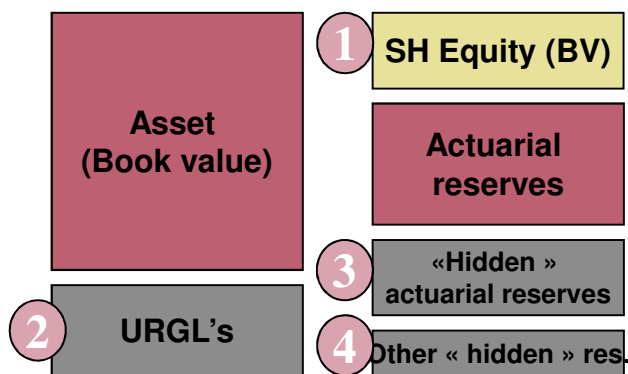 Asset
(Book value)
2
URGL's
1
SH Equity (BV)
Actuarial
reserves
3
«Hidden »
actuarial reserves
4
Other « hidden » res.